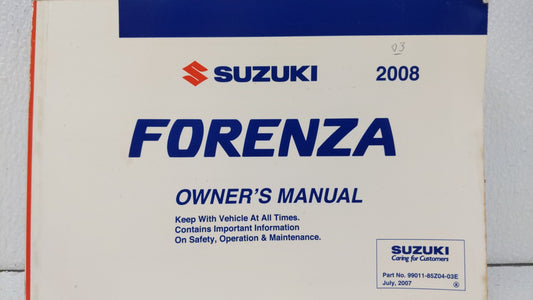 03
SUZUKI 2008
FORENZA
OWNER'S MANUAL
Keep With Vehicle At All Times.
Contains Important Information
On Safety, Operation & Maintenance.
SUZUKI
Caring for Customers
Part No. 99011-85Z04-03E
July, 2007